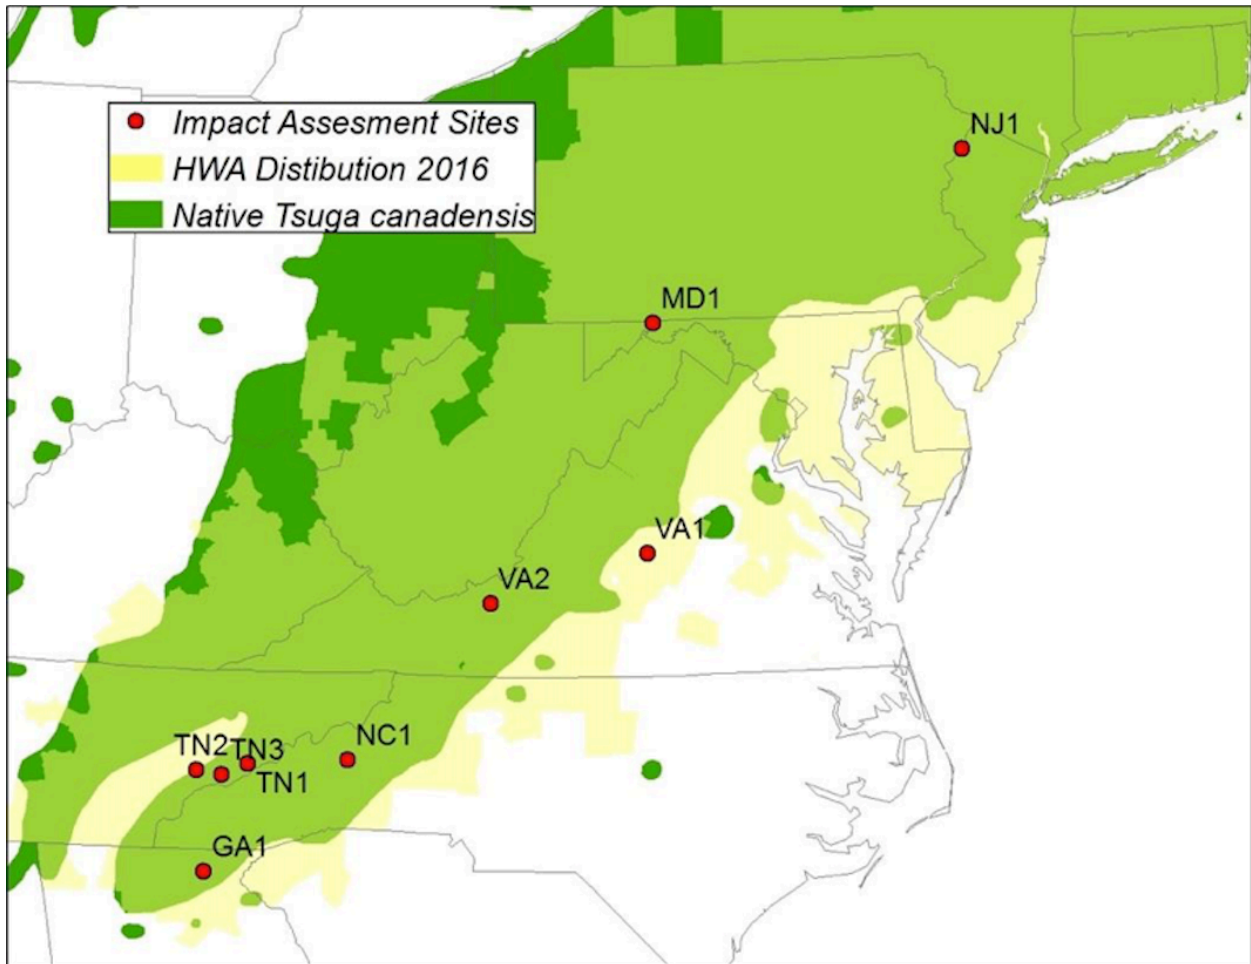 Impact Assesment Sites
HWA Distibution 2016
Native Tsuga canadensis
NJ1
MD1
VA1
VA2
NC1
TN2
TN3
TN1
GA1